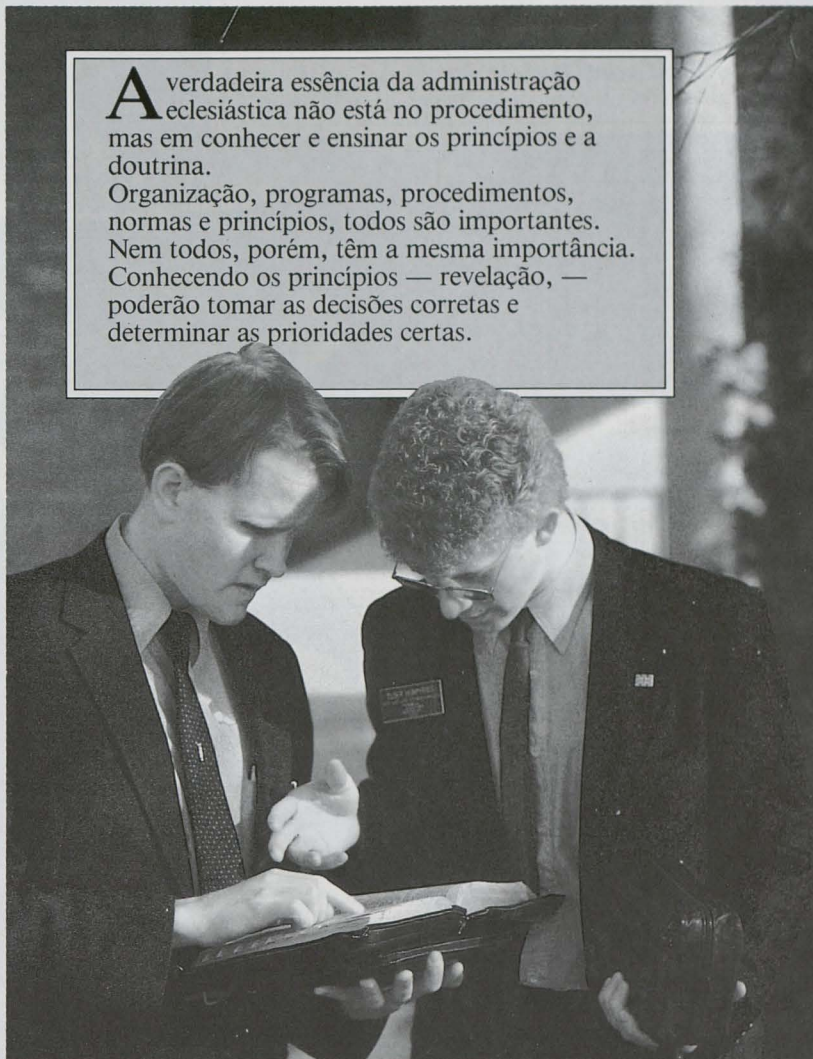 A verdadeira essência da administração
eclesiástica não está no procedimento,
mas em conhecer e ensinar os princípios e a
doutrina.
Organização, programas, procedimentos,
normas e princípios, todos são importantes.
Nem todos, porém, têm a mesma importância.
Conhecendo os princípios — revelação, —
poderão tomar as decisões corretas e
determinar as prioridades certas.